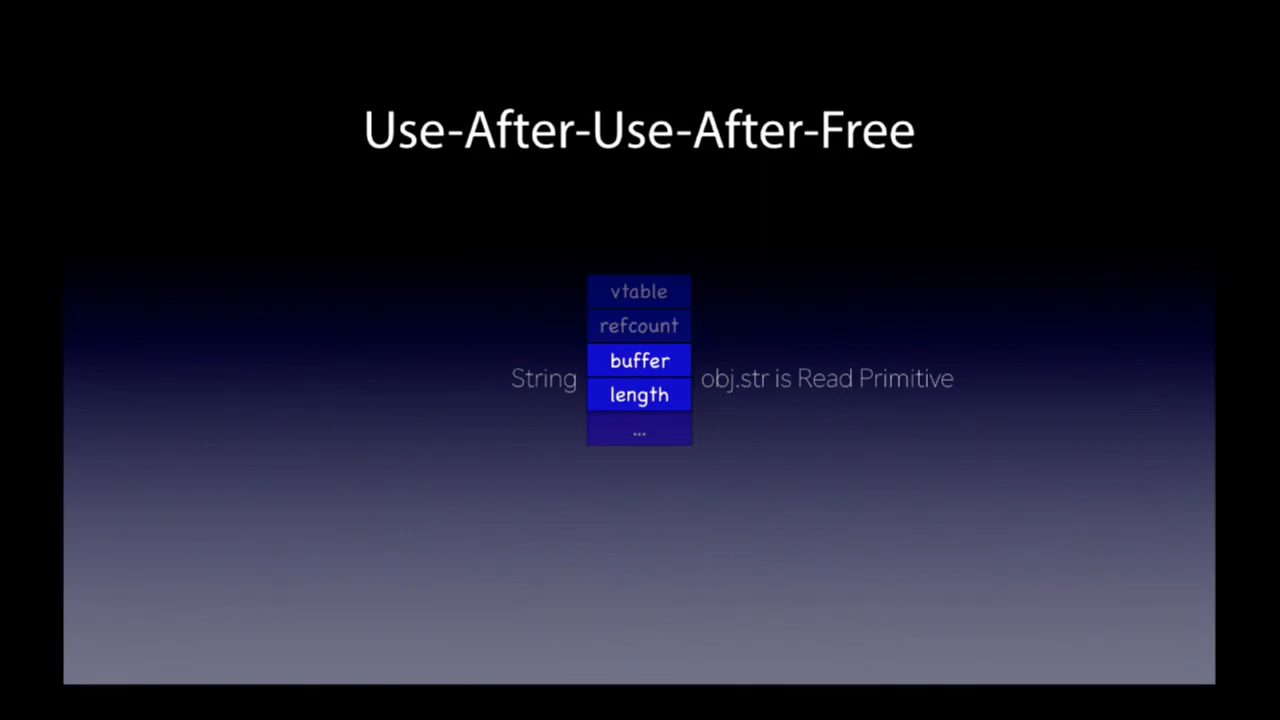 Use-After-Use-After-Free
vtable
refcount
buffer
String
obj.str is Read Primitive
length
...